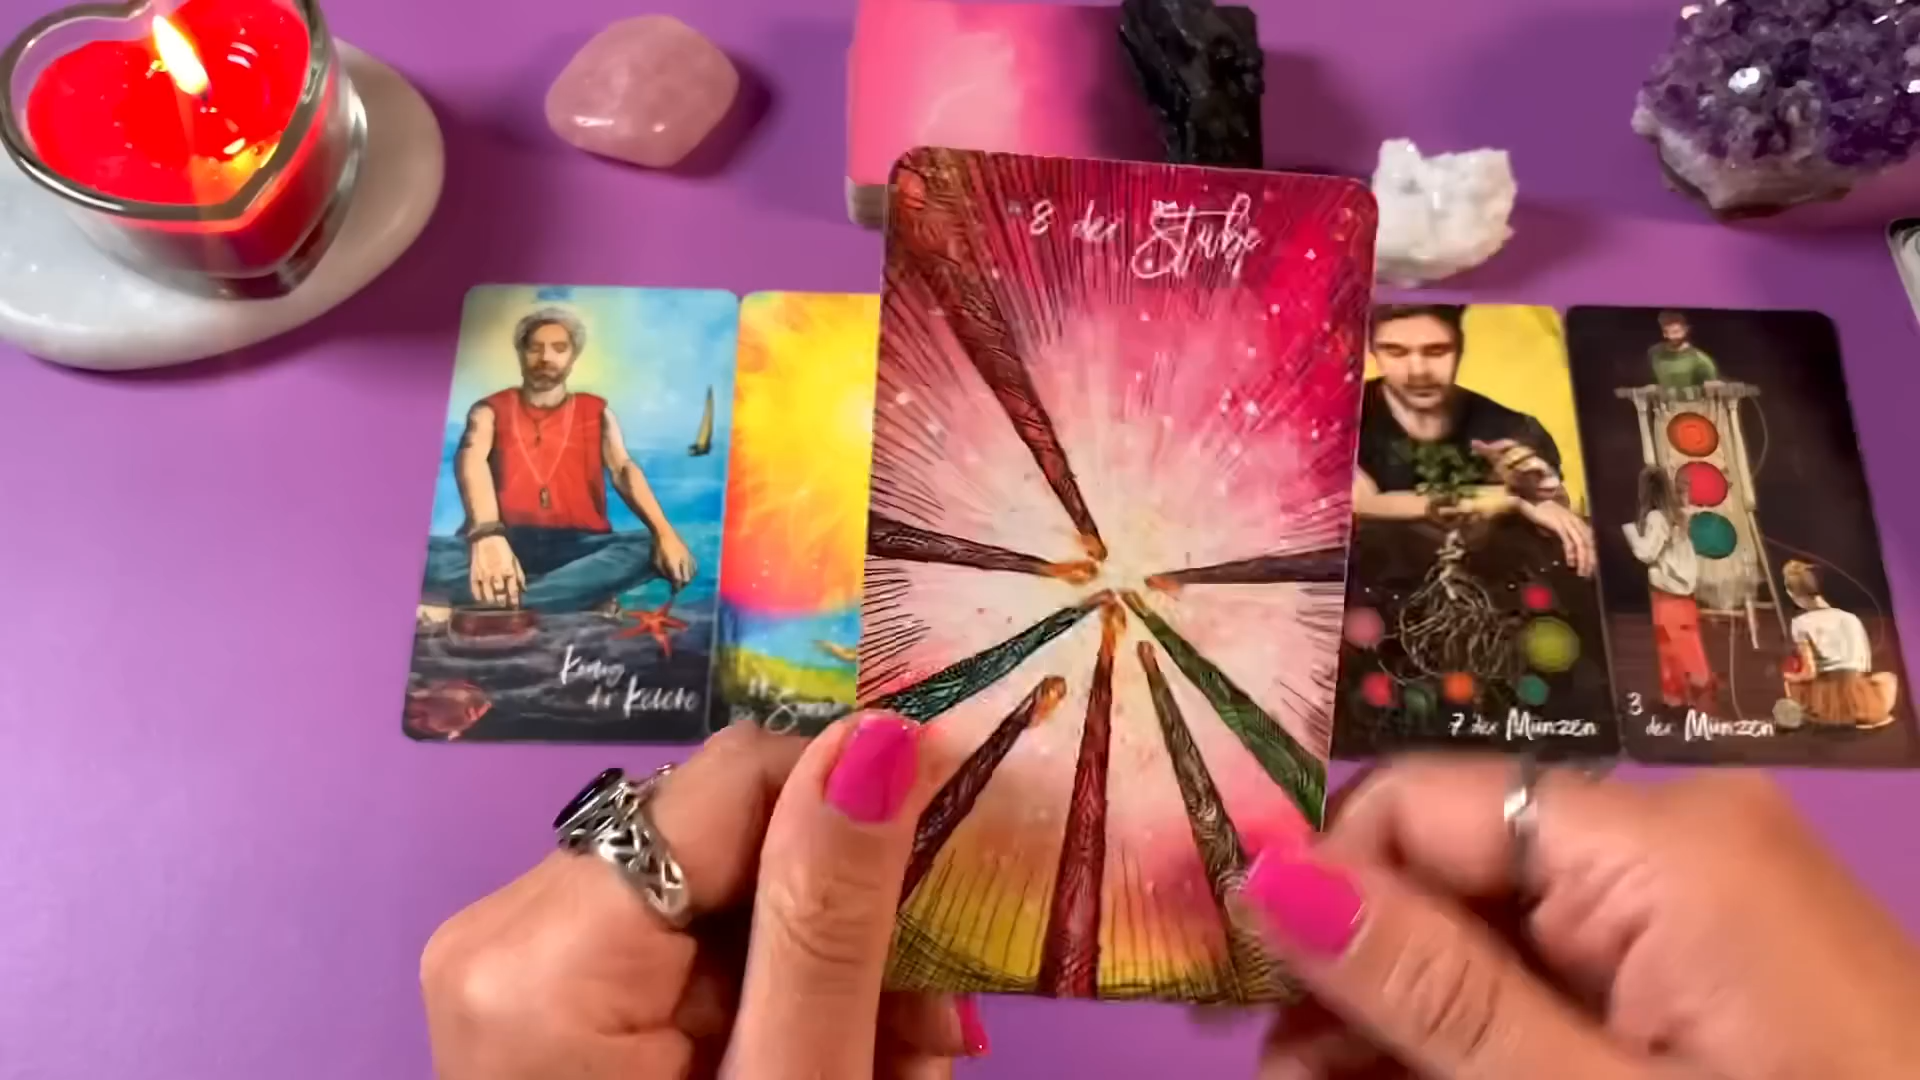 8 der Stäbe
König
der Kelche
7 der Münzen
3
der Münzen